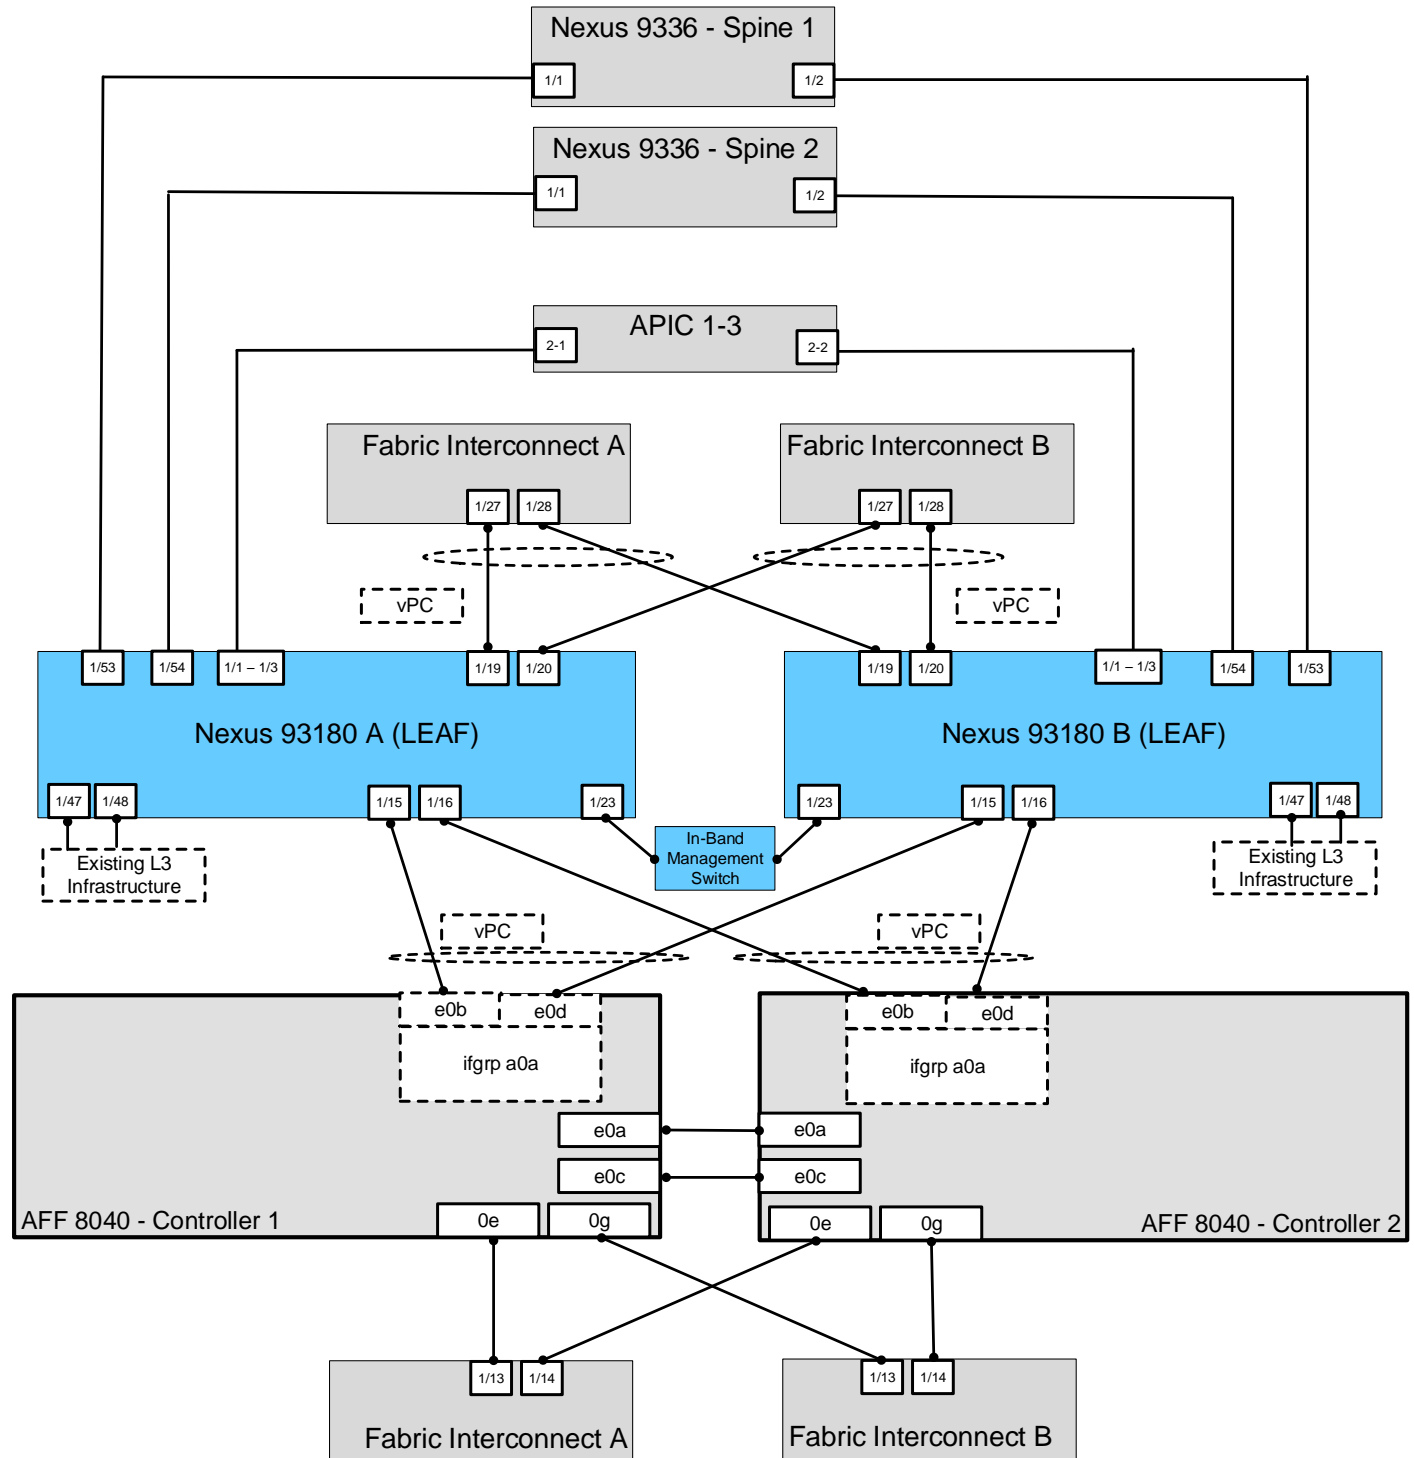 Nexus 9336 - Spine 1
1/1
1/2
Nexus 9336 - Spine 2
1/1
1/2
APIC 1-3
2-1
2-2
Fabric Interconnect A
Fabric Interconnect B
1/27
1/28
1/27
1/28
vPC
vPC
1/53
1/54
1/1 – 1/3
1/19
1/20
1/19
1/20
1/1 – 1/3
1/54
1/53
Nexus 93180 A (LEAF)
Nexus 93180 B (LEAF)
1/47
1/48
1/15
1/16
1/23
1/23
1/15
1/16
1/47
1/48
Existing L3
Infrastructure
In-Band
Management
Switch
Existing L3
Infrastructure
vPC
vPC
e0b
e0d
e0b
e0d
ifgrp a0a
ifgrp a0a
e0a
e0a
e0c
e0c
AFF 8040 - Controller 1
0e
0g
0e
0g
AFF 8040 - Controller 2
1/13
1/14
1/13
1/14
Fabric Interconnect A
Fabric Interconnect B